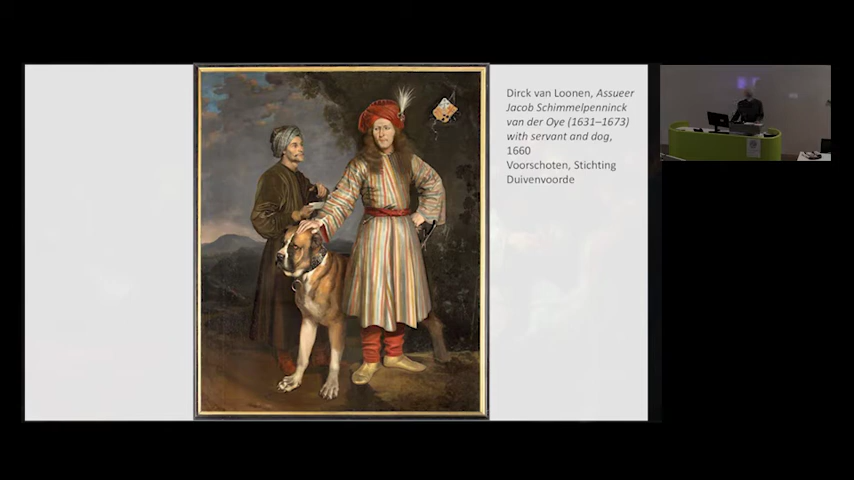 Dirck van Loonen, Assueer
Jacob Schimmelpenninck
van der Oye (1631–1673)
with servant and dog,
1660
Voorschoten, Stichting
Duivenvoorde